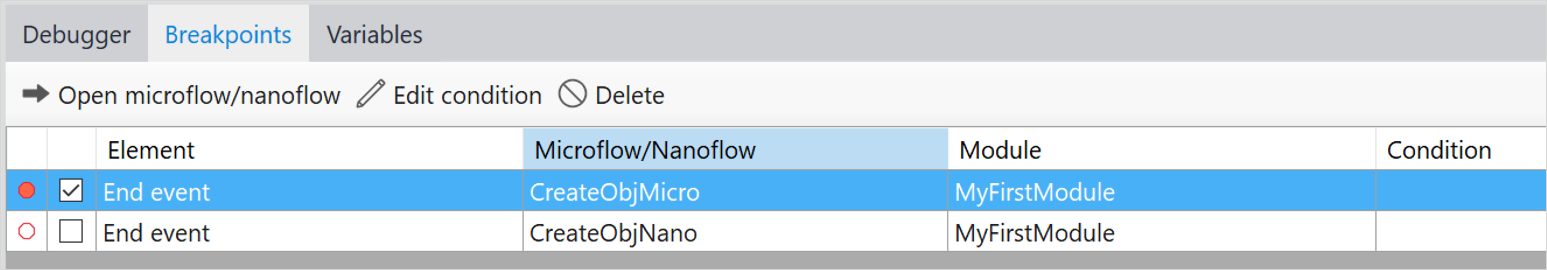 Debugger Breakpoints Variables
Open microflow/nanoflow Edit condition Delete
Element Microflow/Nanoflow Module Condition
End event CreateObjMicro MyFirstModule
End event CreateObjNano MyFirstModule